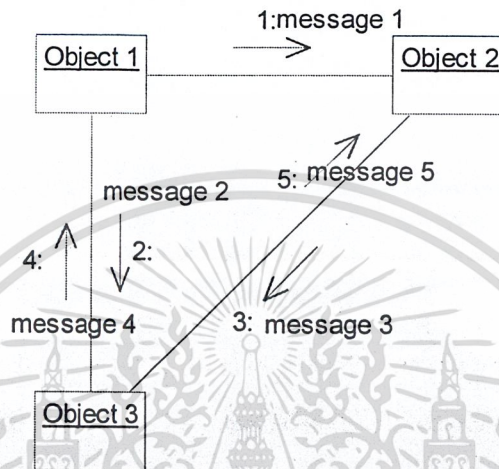 1:message 1
Object 1
Object 2
5: message 5
message 2
4:
2:
message 4
3: message 3
Object 3